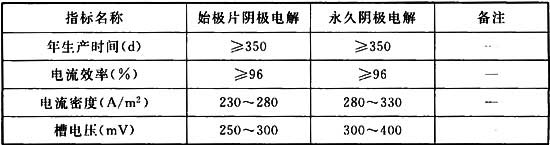 指标名称 始极片阴极电解 永久阴极电解 备注
年生产时间(d) ≥350 ≥350 —
电流效率(%) ≥96 ≥96 —
电流密度(A/m²) 230～280 280～330 —
槽电压(mV) 250～300 300～400 —